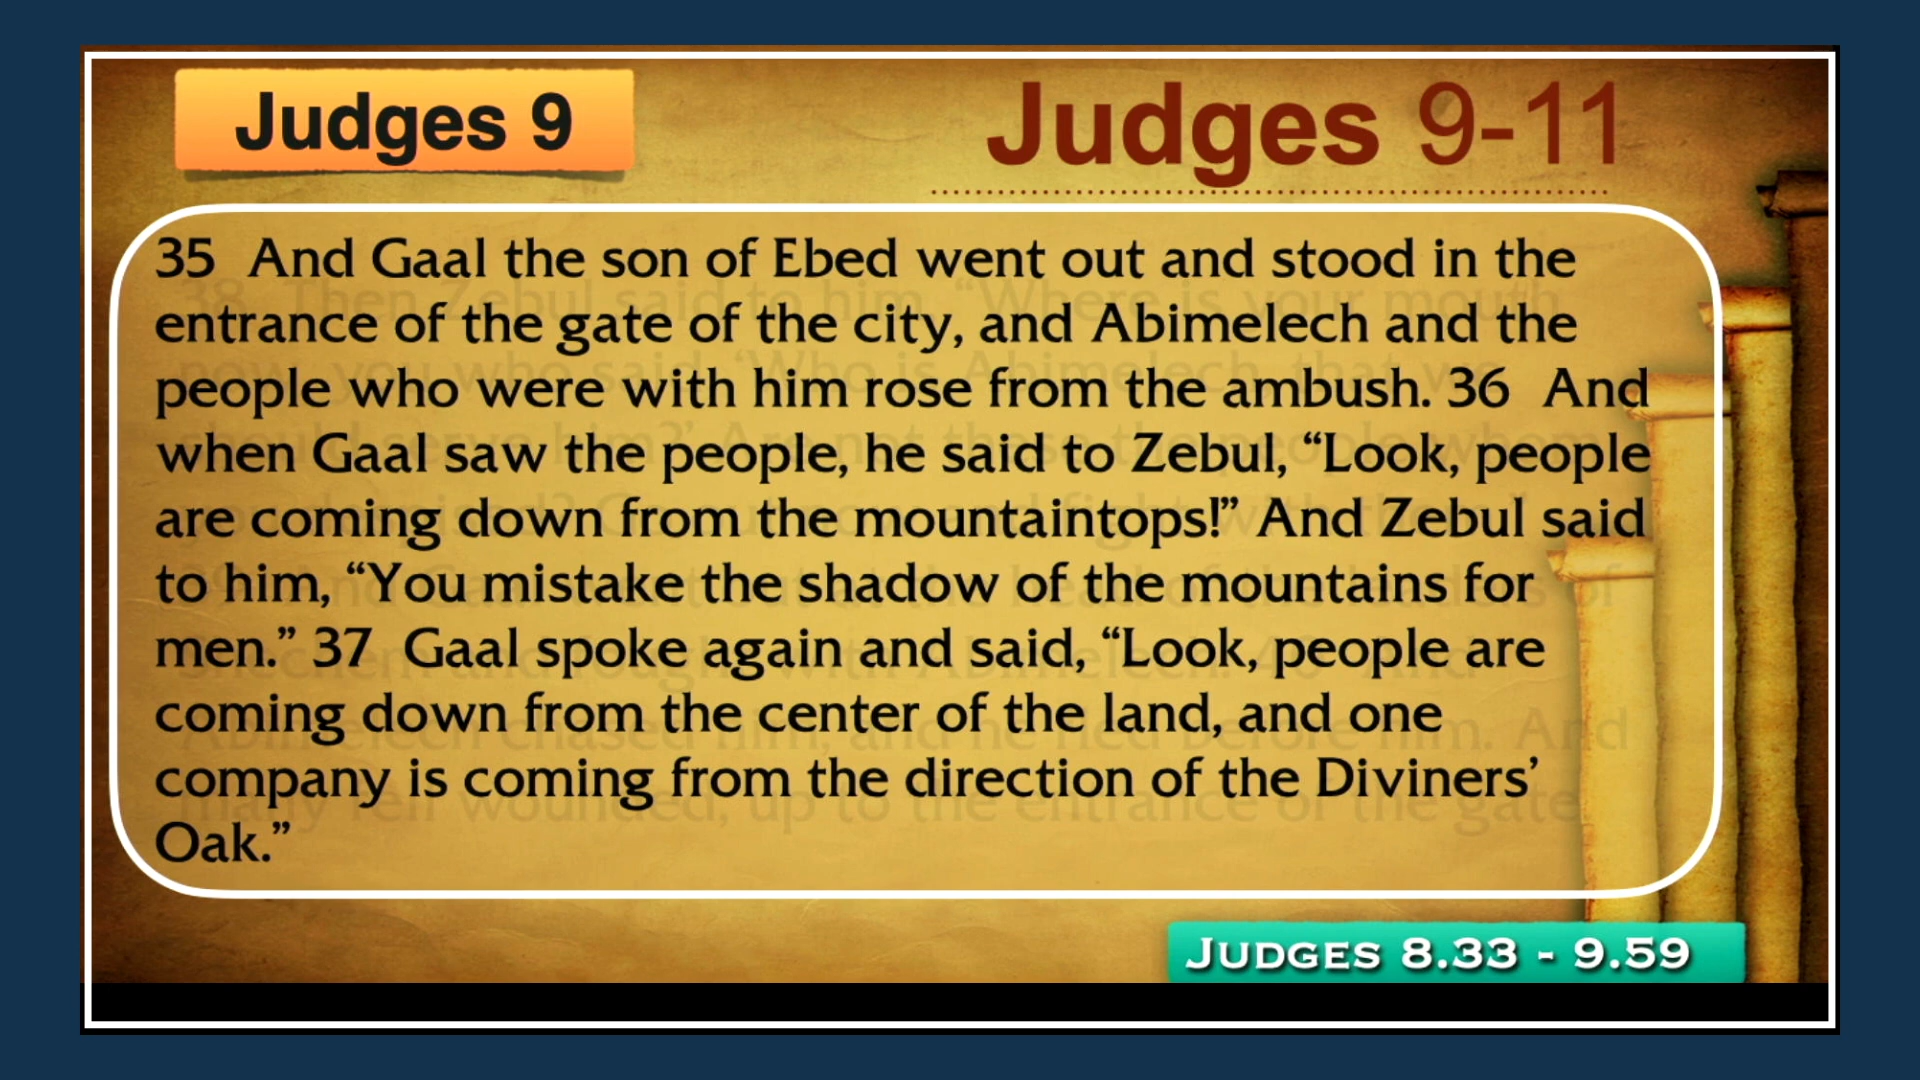 Judges 9
Judges 9-11
35 And Gaal the son of Ebed went out and stood in the
entrance of the gate of the city, and Abimelech and the
people who were with him rose from the ambush. 36 And
when Gaal saw the people, he said to Zebul, “Look, people
are coming down from the mountaintops!” And Zebul said
to him, “You mistake the shadow of the mountains for
men.” 37 Gaal spoke again and said, “Look, people are
coming down from the center of the land, and one
company is coming from the direction of the Diviners’
Oak.”
JUDGES 8.33 - 9.59